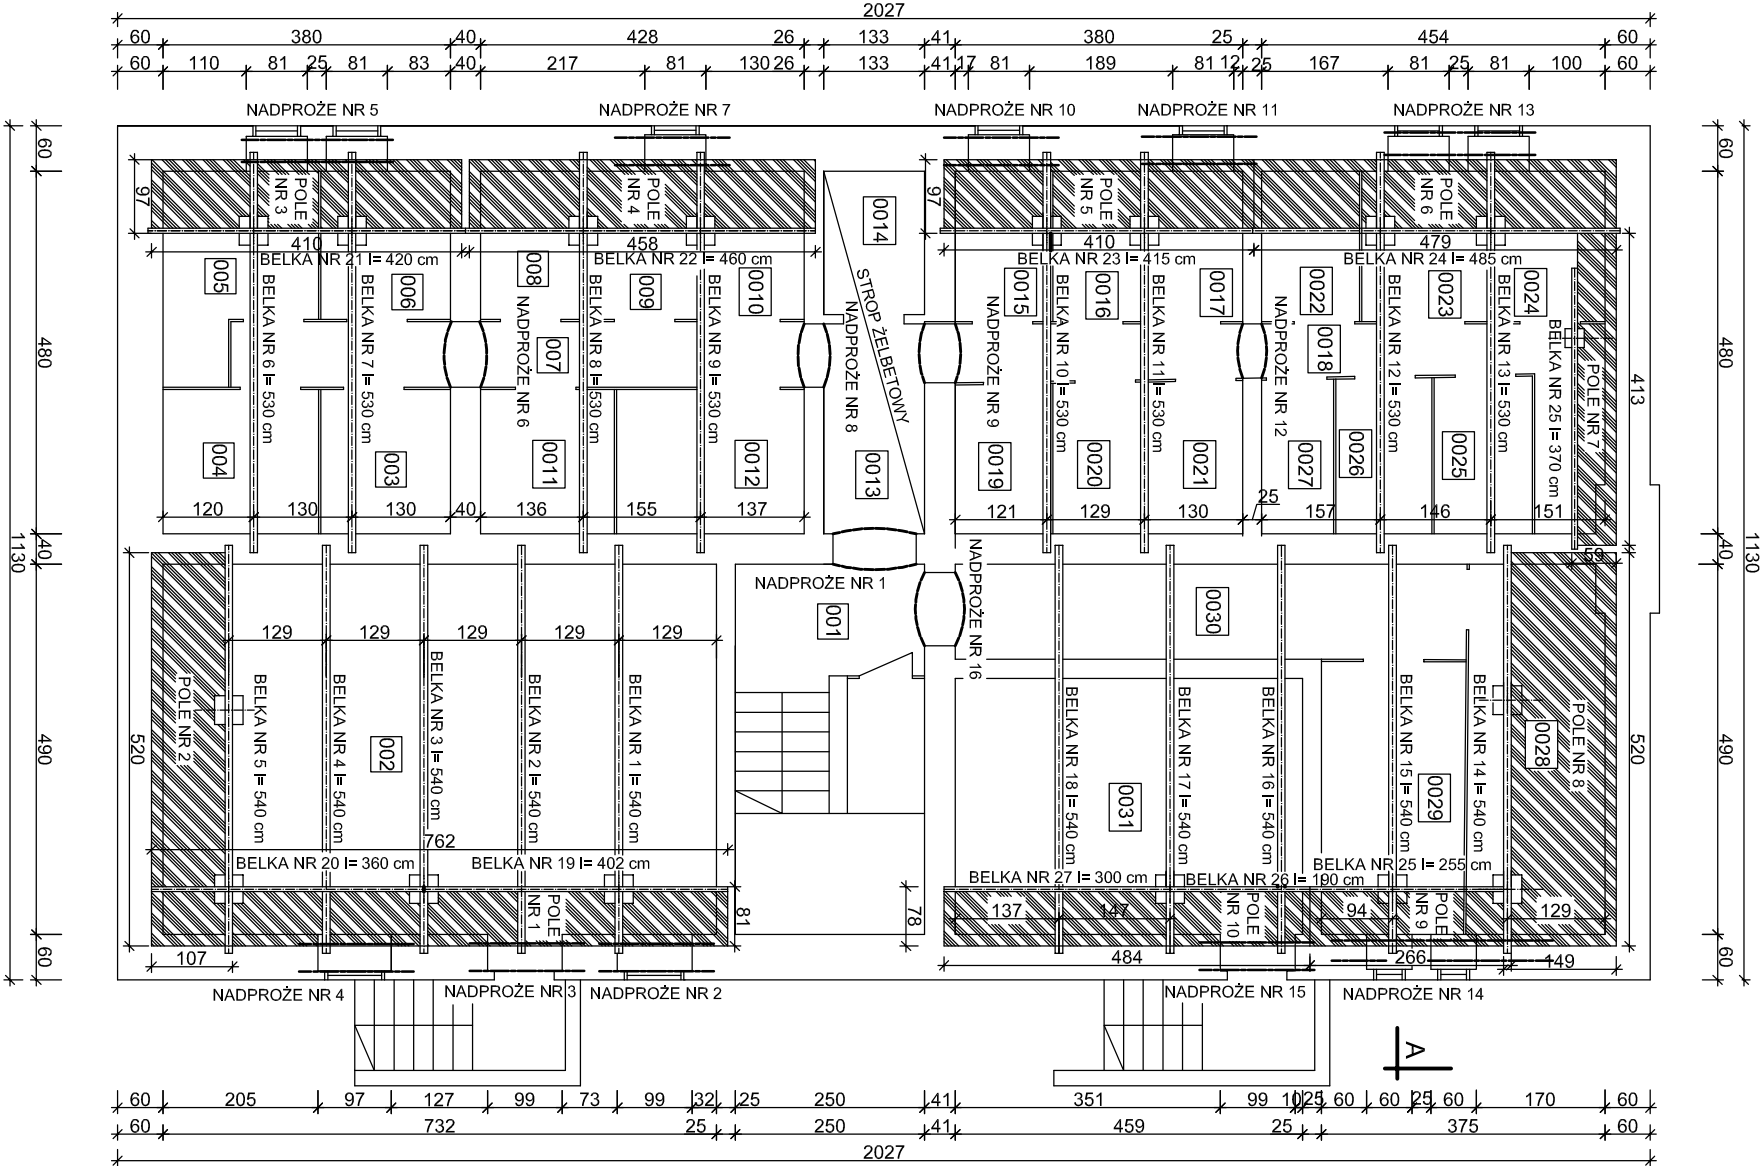 2027
60 380 40 428 26 133 41 380 25 454 60
60 110 81 25 81 83 40 217 81 130 26 133 41 17 81 189 81 12 25 167 81 25 81 100 60
NADPROŻE NR 5
NADPROŻE NR 7
NADPROŻE NR 10
NADPROŻE NR 11
NADPROŻE NR 13
60
480
40
490
60
1130
97
POLE
NR 3
POLE
NR 4
POLE
NR 5
POLE
NR 6
97
410
458
410
479
BELKA NR 21 l= 420 cm
BELKA NR 22 l= 460 cm
BELKA NR 23 l= 415 cm
BELKA NR 24 l= 485 cm
005
006
008
009
0010
0014
0015
0016
0017
0022
0023
0024
BELKA NR 6 l= 530 cm
BELKA NR 7 l= 530 cm
NADPROŻE NR 6
007
BELKA NR 8 l= 530 cm
BELKA NR 9 l= 530 cm
STROP ŻELBETOWY
NADPROŻE NR 8
NADPROŻE NR 9
BELKA NR 10 l= 530 cm
BELKA NR 11 l= 530 cm
NADPROŻE NR 12
0018
BELKA NR 12 l= 530 cm
BELKA NR 13 l= 530 cm
BELKA NR 25 l= 370 cm
POLE NR 7
413
004
003
0011
0012
0013
0019
0020
0021
0027
0026
0025
120 130 130 40 136 155 137
121 129 130 25 157 146 151
59
NADPROŻE NR 1
NADPROŻE NR 16
001
0030
129 129 129 129 129
520
POLE NR 2
BELKA NR 5 l= 540 cm
BELKA NR 4 l= 540 cm
002
BELKA NR 3 l= 540 cm
BELKA NR 2 l= 540 cm
BELKA NR 1 l= 540 cm
BELKA NR 18 l= 540 cm
0031
BELKA NR 17 l= 540 cm
BELKA NR 16 l= 540 cm
BELKA NR 15 l= 540 cm
0029
BELKA NR 14 l= 540 cm
0028
POLE NR 8
520
762
BELKA NR 20 l= 360 cm
BELKA NR 19 l= 402 cm
BELKA NR 27 l= 300 cm
BELKA NR 26 l= 190 cm
BELKA NR 25 l= 255 cm
POLE
NR 1
81
78
137 147
POLE
NR 10
94
POLE
NR 9
129
107
484
266
149
NADPROŻE NR 4
NADPROŻE NR 3
NADPROŻE NR 2
NADPROŻE NR 15
NADPROŻE NR 14
60
480
40
490
60
1130
A
60 205 97 127 99 73 99 32 25 250 41 351 99 10 25 60 60 25 60 170 60
60 732 25 250 41 459 25 375 60
2027